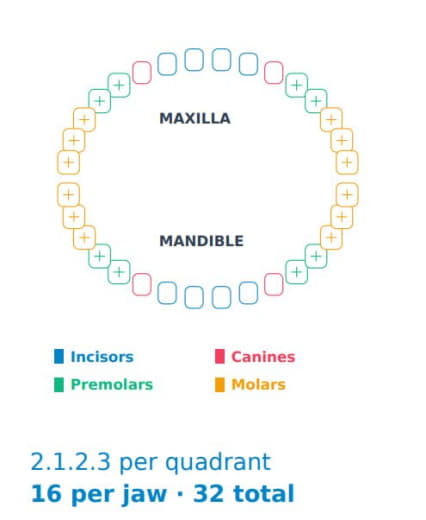 MAXILLA
MANDIBLE
Incisors
Canines
Premolars
Molars
2.1.2.3 per quadrant
16 per jaw · 32 total